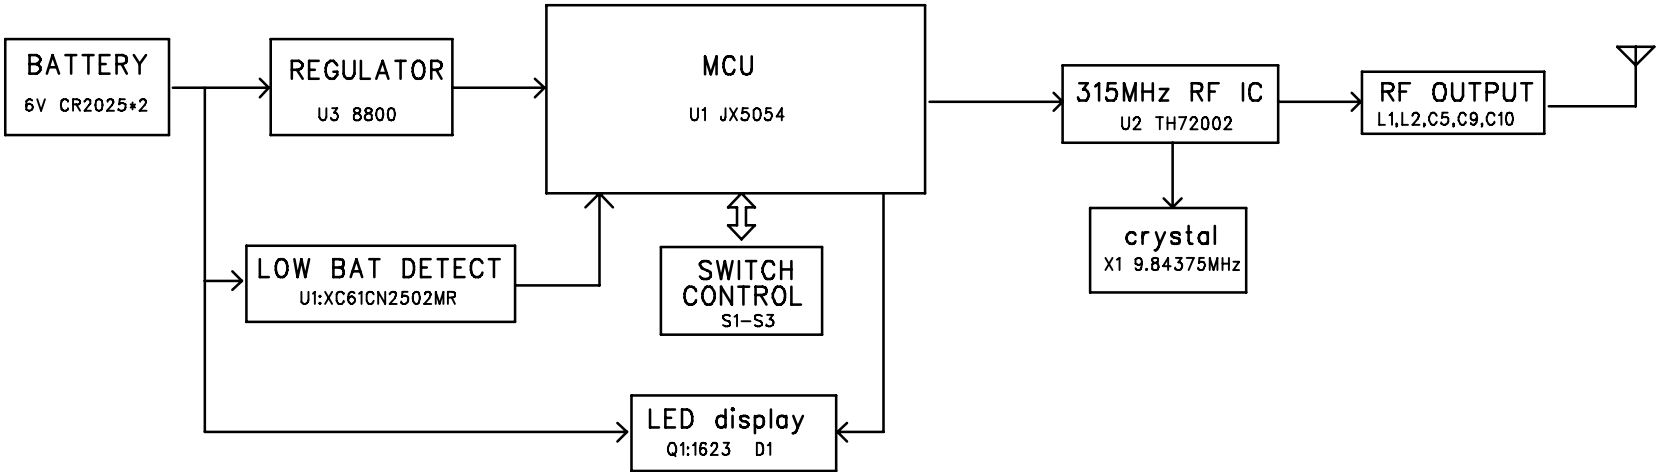 BATTERY
6V CR2025*2
REGULATOR
U3 8800
MCU
U1 JX5054
315MHz RF IC
U2 TH72002
RF OUTPUT
L1,L2,C5,C9,C10
crystal
X1 9.84375MHz
LOW BAT DETECT
U1:XC61CN2502MR
SWITCH
CONTROL
S1-S3
LED display
Q1:1623 D1